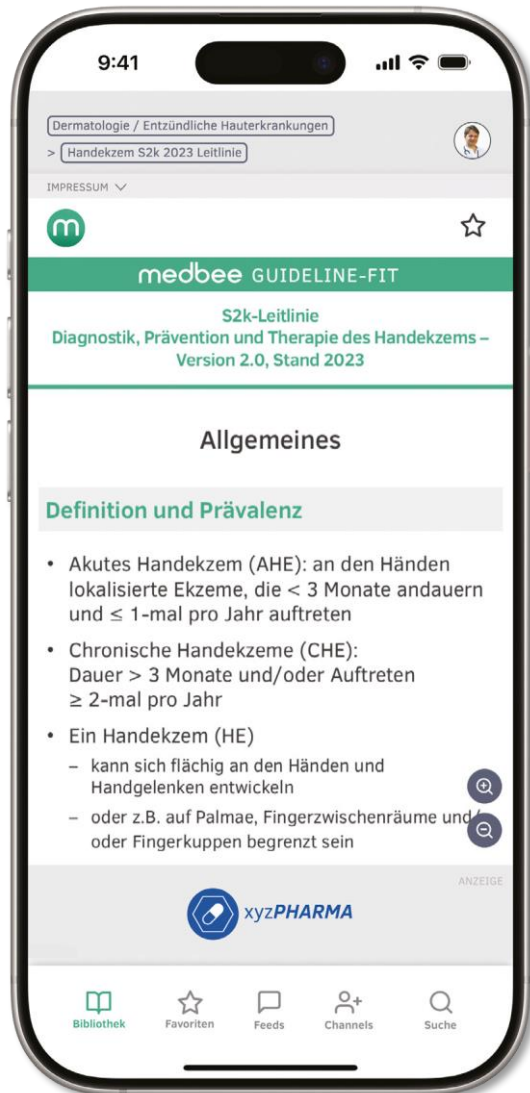 9:41
Dermatologie / Entzündliche Hauterkrankungen
> Handekzem S2k 2023 Leitlinie
IMPRESSUM
m
medbee GUIDELINE-FIT
S2k-Leitlinie
Diagnostik, Prävention und Therapie des Handekzems –
Version 2.0, Stand 2023
Allgemeines
Definition und Prävalenz
• Akutes Handekzem (AHE): an den Händen
lokalisierte Ekzeme, die < 3 Monate andauern
und ≤ 1-mal pro Jahr auftreten
• Chronische Handekzeme (CHE):
Dauer > 3 Monate und/oder Auftreten
≥ 2-mal pro Jahr
• Ein Handekzem (HE)
– kann sich flächig an den Händen und
Handgelenken entwickeln
– oder z.B. auf Palmae, Fingerzwischenräume und/
oder Fingerkuppen begrenzt sein
ANZEIGE
xyzPHARMA
Bibliothek Favoriten Feeds Channels Suche